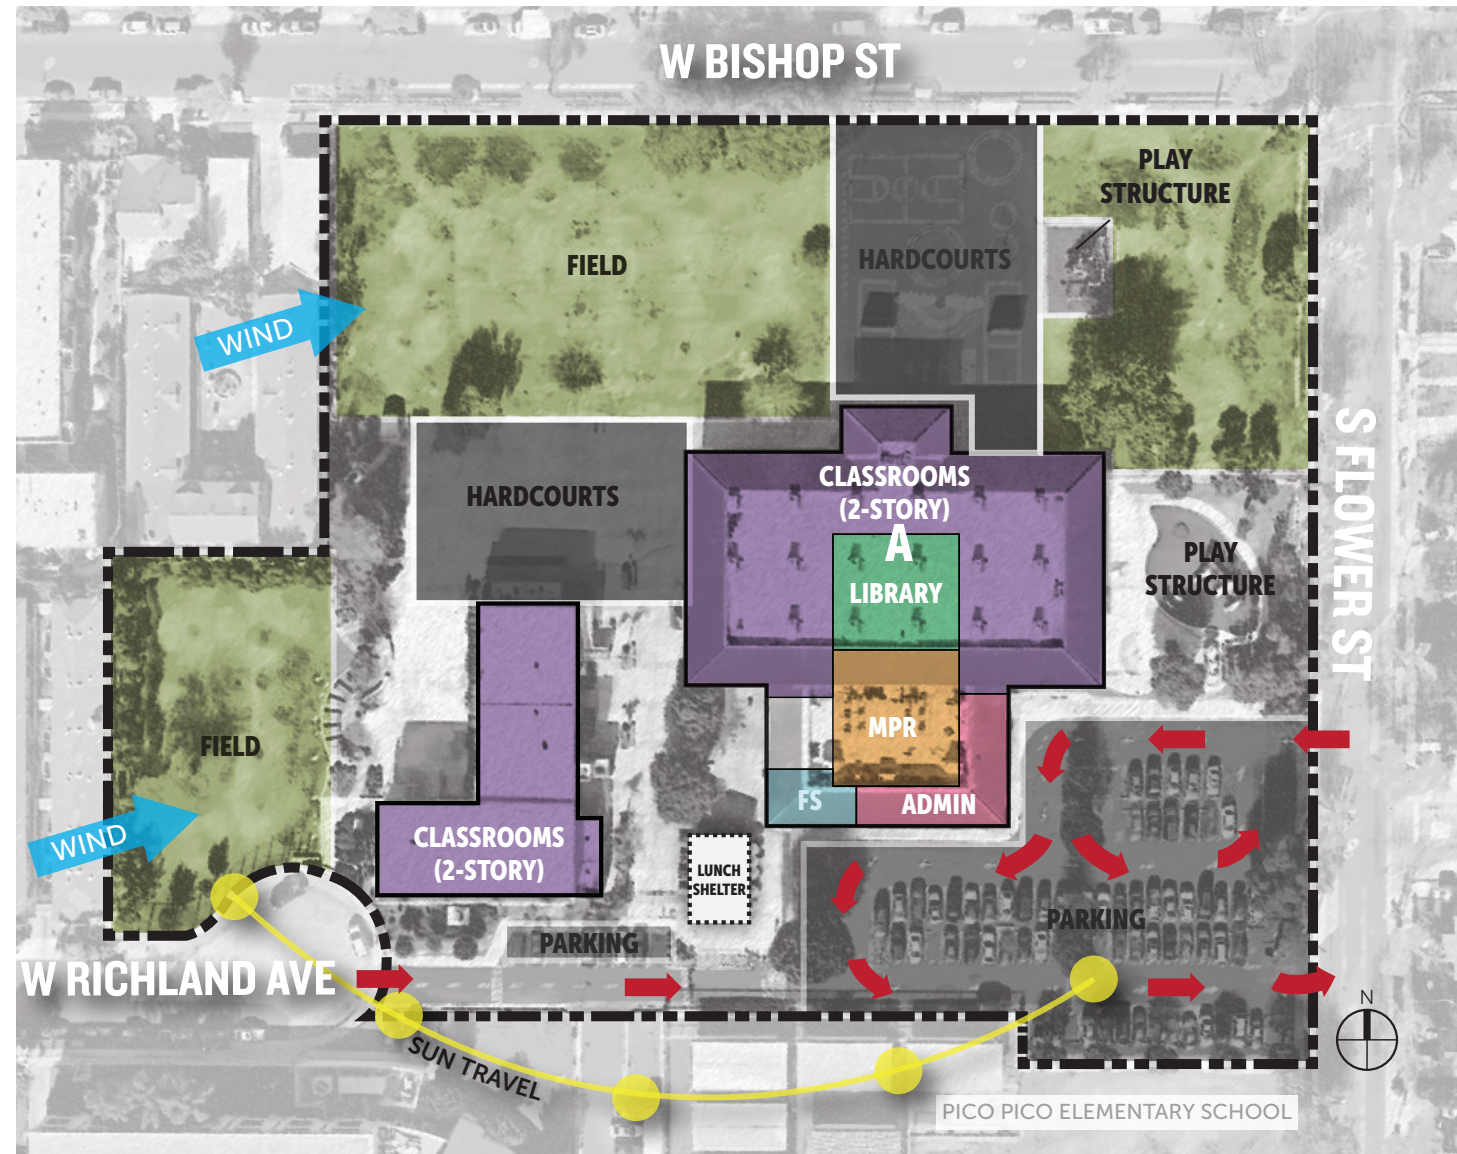 W BISHOP ST
PLAY
STRUCTURE
FIELD
HARDCOURTS
WIND
S FLOWER ST
CLASSROOMS
(2-STORY)
A
HARDCOURTS
LIBRARY
PLAY
STRUCTURE
FIELD
MPR
FS
ADMIN
WIND
CLASSROOMS
(2-STORY)
LUNCH
SHELTER
PARKING
PARKING
W RICHLAND AVE
SUN TRAVEL
N
PICO PICO ELEMENTARY SCHOOL